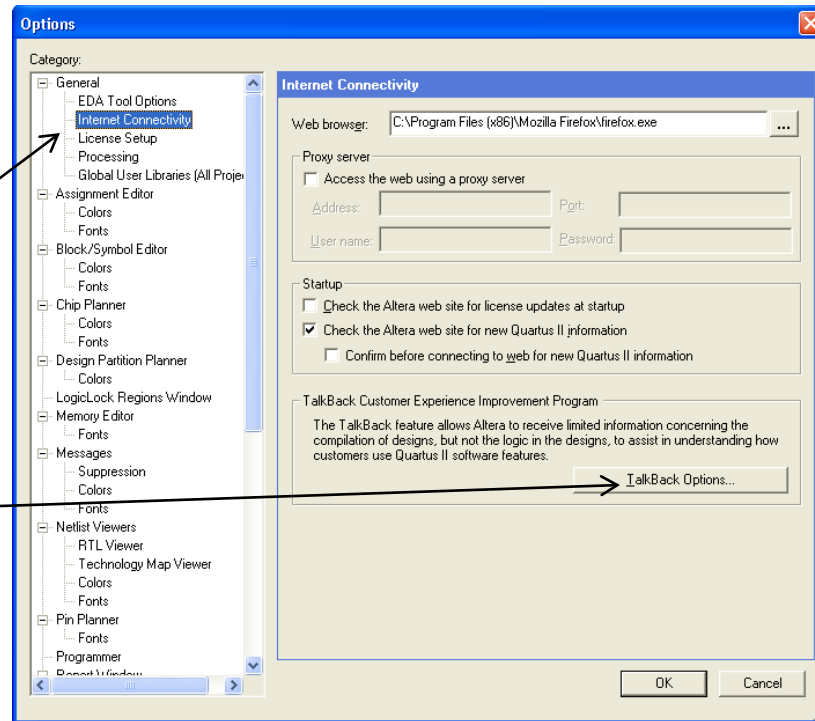 Options
Category:
General
EDA Tool Options
Internet Connectivity
License Setup
Processing
Global User Libraries (All Proje
Assignment Editor
Colors
Fonts
Block/Symbol Editor
Colors
Fonts
Chip Planner
Colors
Fonts
Design Partition Planner
Colors
LogicLock Regions Window
Memory Editor
Fonts
Messages
Suppression
Colors
Fonts
Netlist Viewers
RTL Viewer
Technology Map Viewer
Colors
Fonts
Pin Planner
Fonts
Programmer
Report Window
Internet Connectivity
Web browser: C:\Program Files (x86)\Mozilla Firefox\firefox.exe ...
Proxy server
Access the web using a proxy server
Address: Port:
User name: Password:
Startup
Check the Altera web site for license updates at startup
Check the Altera web site for new Quartus II information
Confirm before connecting to web for new Quartus II information
TalkBack Customer Experience Improvement Program
The TalkBack feature allows Altera to receive limited information concerning the
compilation of designs, but not the logic in the designs, to assist in understanding how
customers use Quartus II software features.
TalkBack Options...
OK Cancel